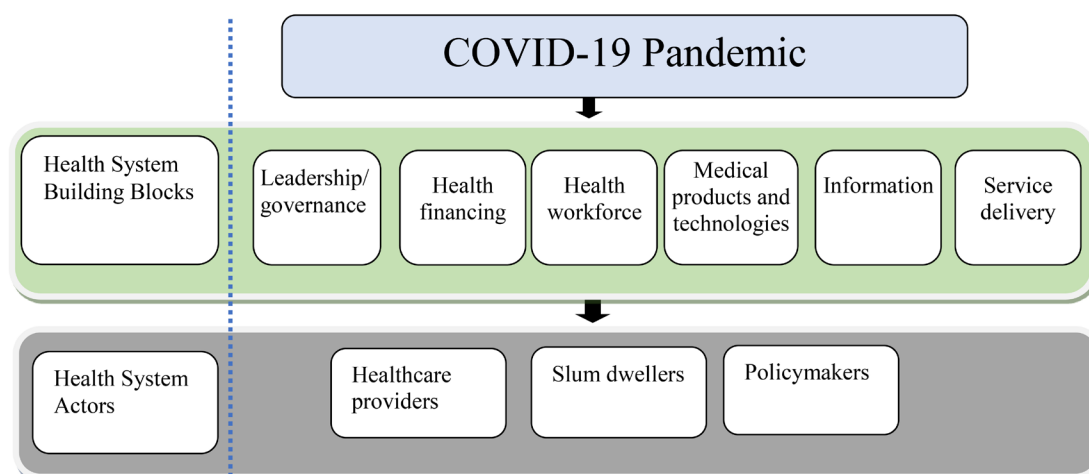 COVID-19 Pandemic
Health System
Building Blocks
Leadership/
governance
Health
financing
Health
workforce
Medical
products and
technologies
Information
Service
delivery
Health System
Actors
Healthcare
providers
Slum dwellers
Policymakers